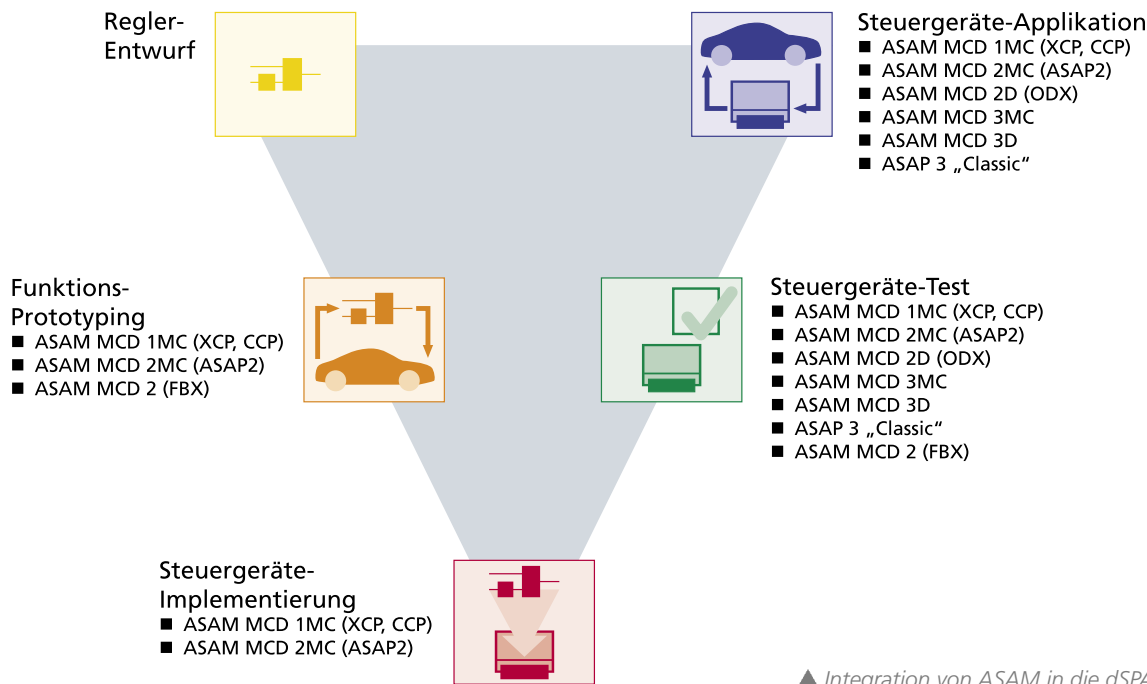 Regler-
Entwurf
Steuergeräte-Applikation
■ ASAM MCD 1MC (XCP, CCP)
■ ASAM MCD 2MC (ASAP2)
■ ASAM MCD 2D (ODX)
■ ASAM MCD 3MC
■ ASAM MCD 3D
■ ASAP 3 „Classic“
Funktions-
Prototyping
■ ASAM MCD 1MC (XCP, CCP)
■ ASAM MCD 2MC (ASAP2)
■ ASAM MCD 2 (FBX)
Steuergeräte-Test
■ ASAM MCD 1MC (XCP, CCP)
■ ASAM MCD 2MC (ASAP2)
■ ASAM MCD 2D (ODX)
■ ASAM MCD 3MC
■ ASAM MCD 3D
■ ASAP 3 „Classic“
■ ASAM MCD 2 (FBX)
Steuergeräte-
Implementierung
■ ASAM MCD 1MC (XCP, CCP)
■ ASAM MCD 2MC (ASAP2)
▲ Integration von ASAM in die